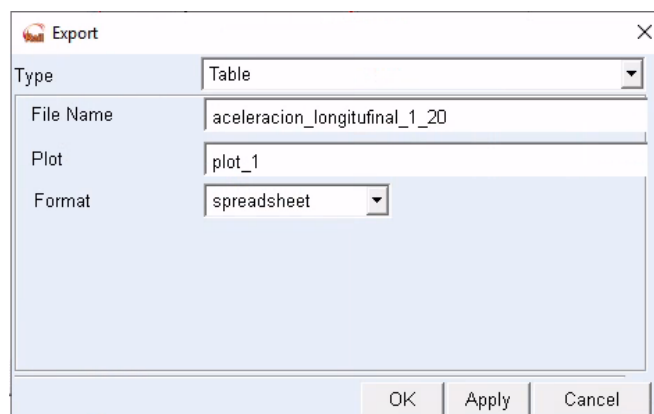 Export
Type Table
File Name aceleracion_longitufinal_1_20
Plot plot_1
Format spreadsheet
OK Apply Cancel